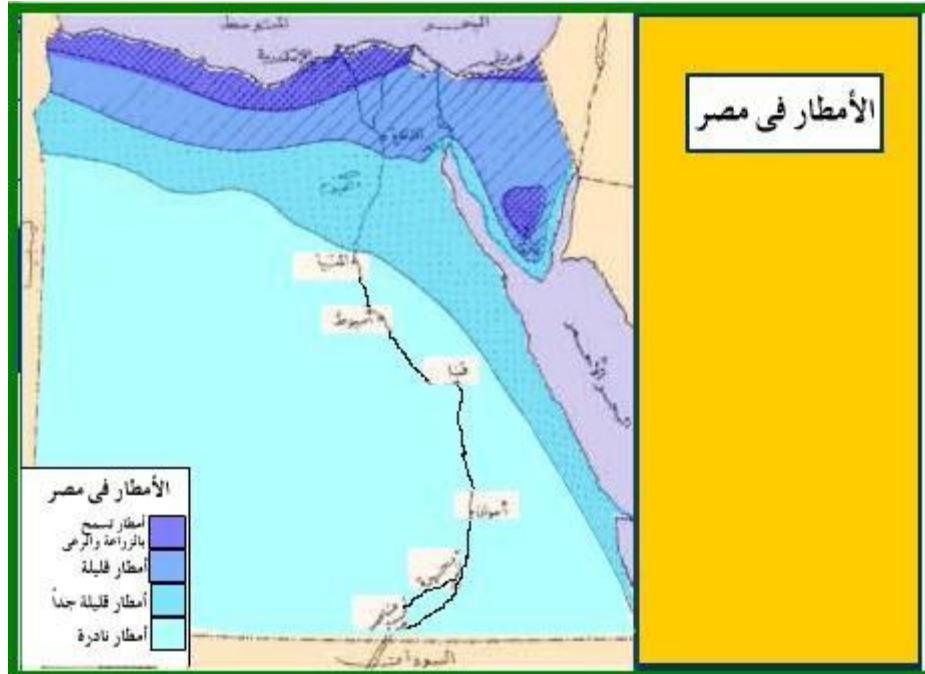 البحر المتوسط
الإسكندرية
الأمطار فى مصر
القاهرة
المنيا
أسيوط
قنا
أسوان
السودان
الأمطار فى مصر
أمطار تسمح
بالزراعة والرعى
أمطار قليلة
أمطار قليلة جداً
أمطار نادرة